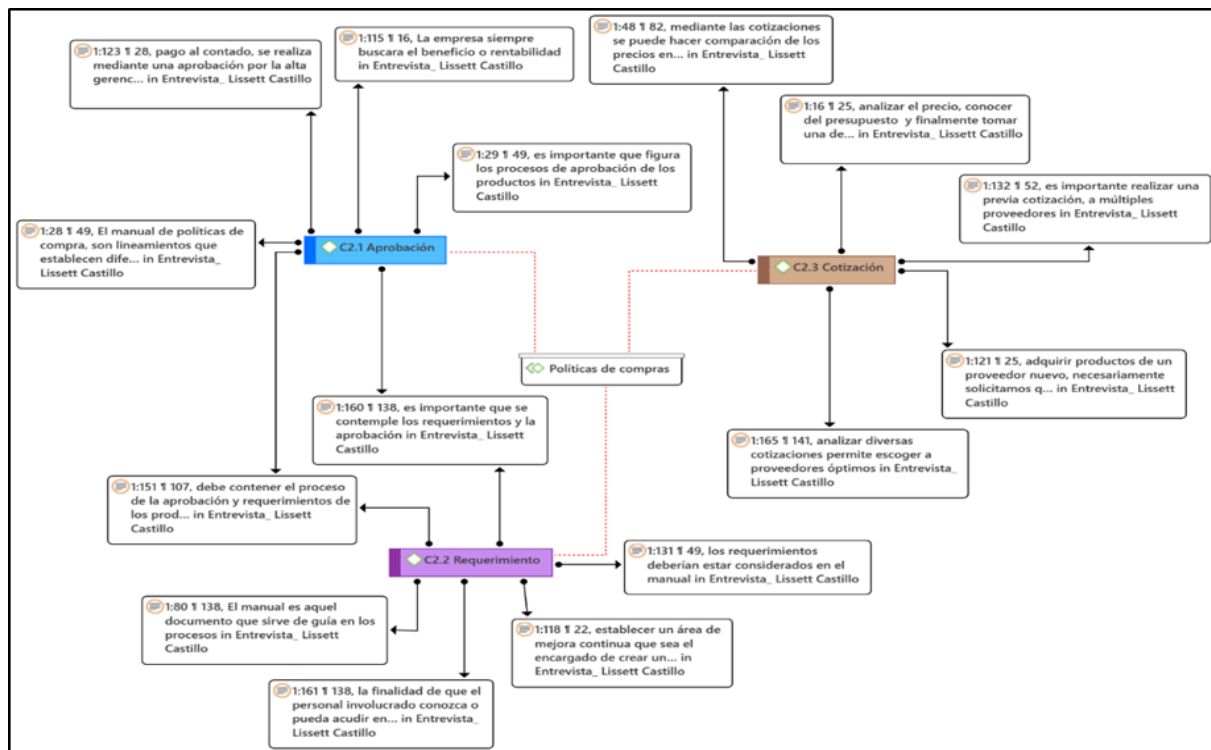 1:123 ¶ 28, pago al contado, se realiza
mediante una aprobación por la alta
gerenc... in Entrevista_ Lissett Castillo
1:115 ¶ 16, La empresa siempre
buscara el beneficio o rentabilidad
in Entrevista_ Lissett Castillo
1:48 ¶ 82, mediante las cotizaciones
se puede hacer comparación de los
precios en... in Entrevista_ Lissett
Castillo
1:16 ¶ 25, analizar el precio, conocer
del presupuesto y finalmente tomar
una de... in Entrevista_ Lissett Castillo
1:29 ¶ 49, es importante que figura
los procesos de aprobación de los
productos in Entrevista_ Lissett
Castillo
1:132 ¶ 52, es importante realizar una
previa cotización, a múltiples
proveedores in Entrevista_ Lissett
Castillo
1:28 ¶ 49, El manual de políticas de
compra, son lineamientos que
establecen dife... in Entrevista_
Lissett Castillo
C2.1 Aprobación
C2.3 Cotización
Políticas de compras
1:121 ¶ 25, adquirir productos de un
proveedor nuevo, necesariamente
solicitamos q... in Entrevista_ Lissett
Castillo
1:160 ¶ 138, es importante que se
contemple los requerimientos y la
aprobación in Entrevista_ Lissett
Castillo
1:165 ¶ 141, analizar diversas
cotizaciones permite escoger a
proveedores óptimos in Entrevista_
Lissett Castillo
1:151 ¶ 107, debe contener el proceso
de la aprobación y requerimientos de
los prod... in Entrevista_ Lissett
Castillo
C2.2 Requerimiento
1:131 ¶ 49, los requerimientos
deberían estar considerados en el
manual in Entrevista_ Lissett Castillo
1:80 ¶ 138, El manual es aquel
documento que sirve de guía en los
procesos in Entrevista_ Lissett
Castillo
1:118 ¶ 22, establecer un área de
mejora continua que sea el
encargado de crear un... in
Entrevista_ Lissett Castillo
1:161 ¶ 138, la finalidad de que el
personal involucrado conozca o
pueda acudir en... in Entrevista_
Lissett Castillo